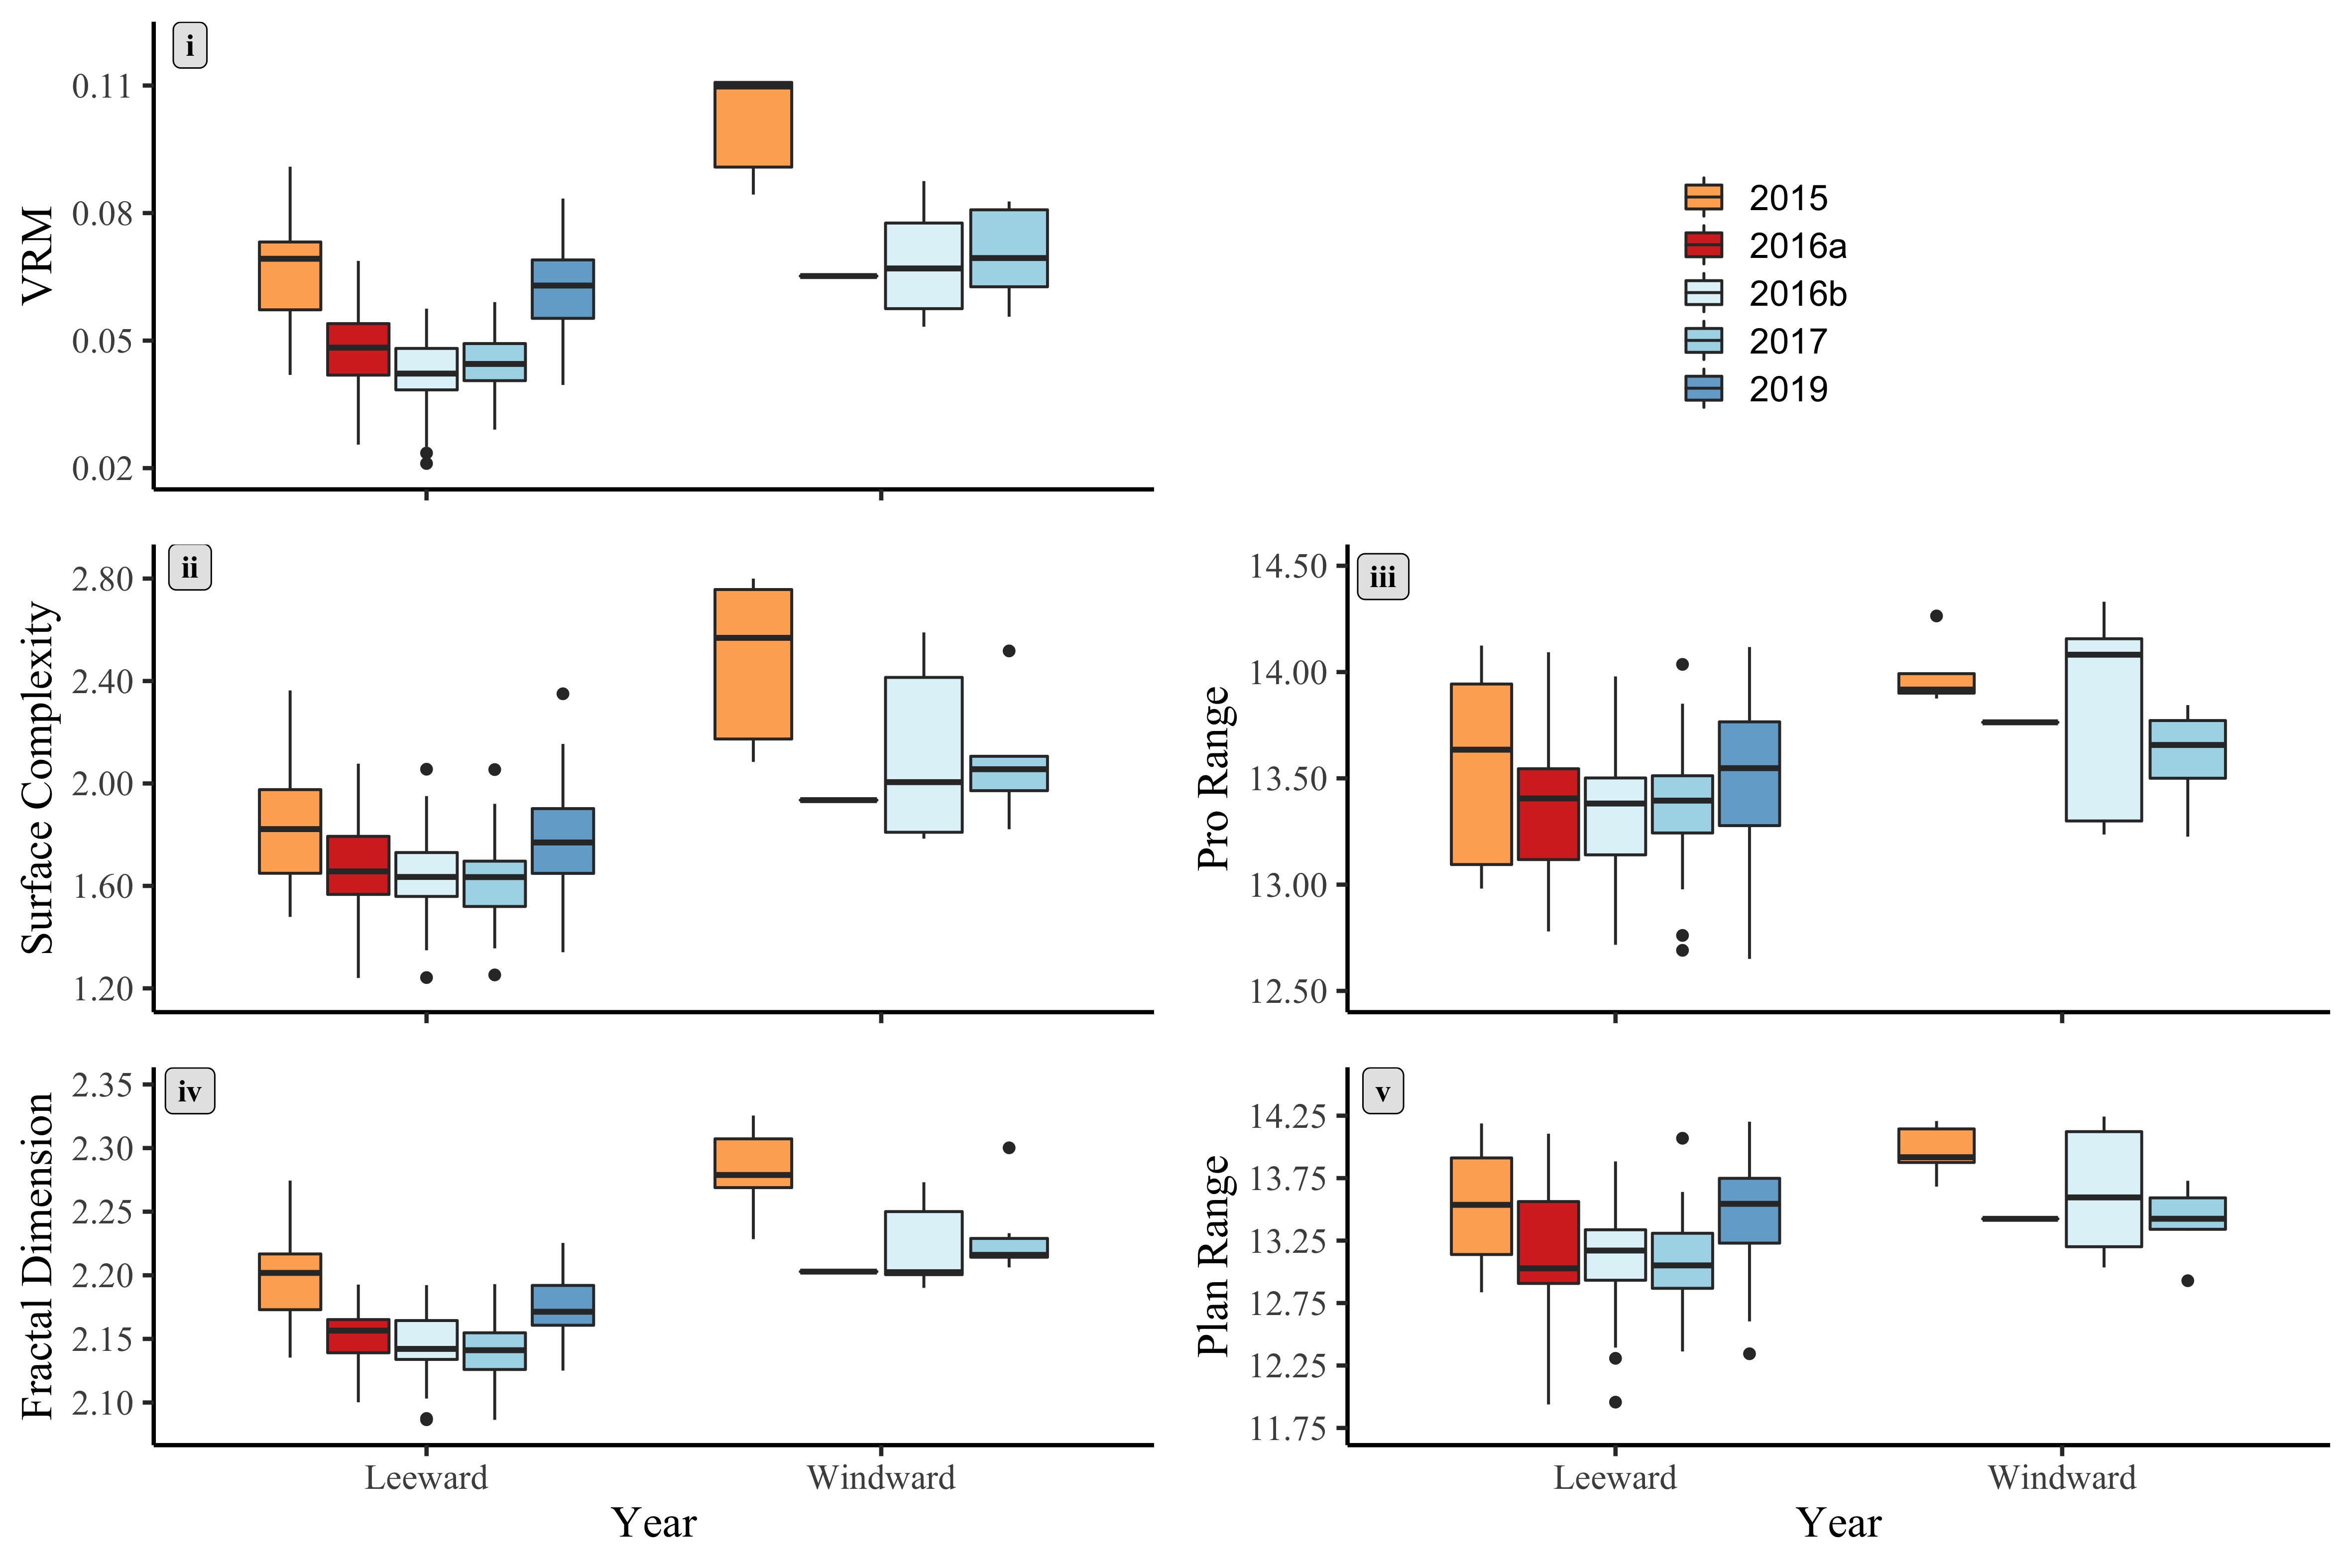 i
0.11
0.08
0.05
0.02
VRM
2015
2016a
2016b
2017
2019
ii
2.80
2.40
2.00
1.60
1.20
Surface Complexity
iii
14.50
14.00
13.50
13.00
12.50
Pro Range
iv
2.35
2.30
2.25
2.20
2.15
2.10
Fractal Dimension
Leeward
Windward
Year
v
14.25
13.75
13.25
12.75
12.25
11.75
Plan Range
Leeward
Windward
Year